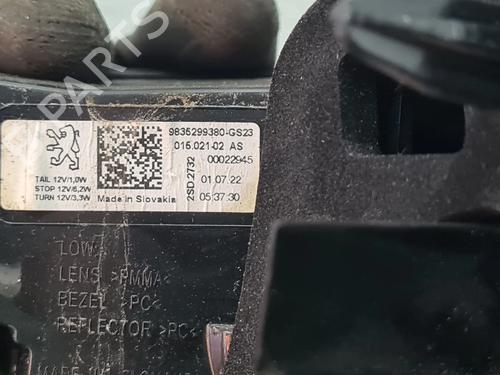 9835299380-GS23
015.021-02 AS
00022945
2SD.2732
01.07.22
05:37:30
TAIL 12V/1,0W
STOP 12V/6,2W
TURN 12V/3,3W
Made in Slovakia
LOW
LENS >PMMA<
BEZEL >PC<
REFLECTOR >PC<
MADE IN
B-PARTS